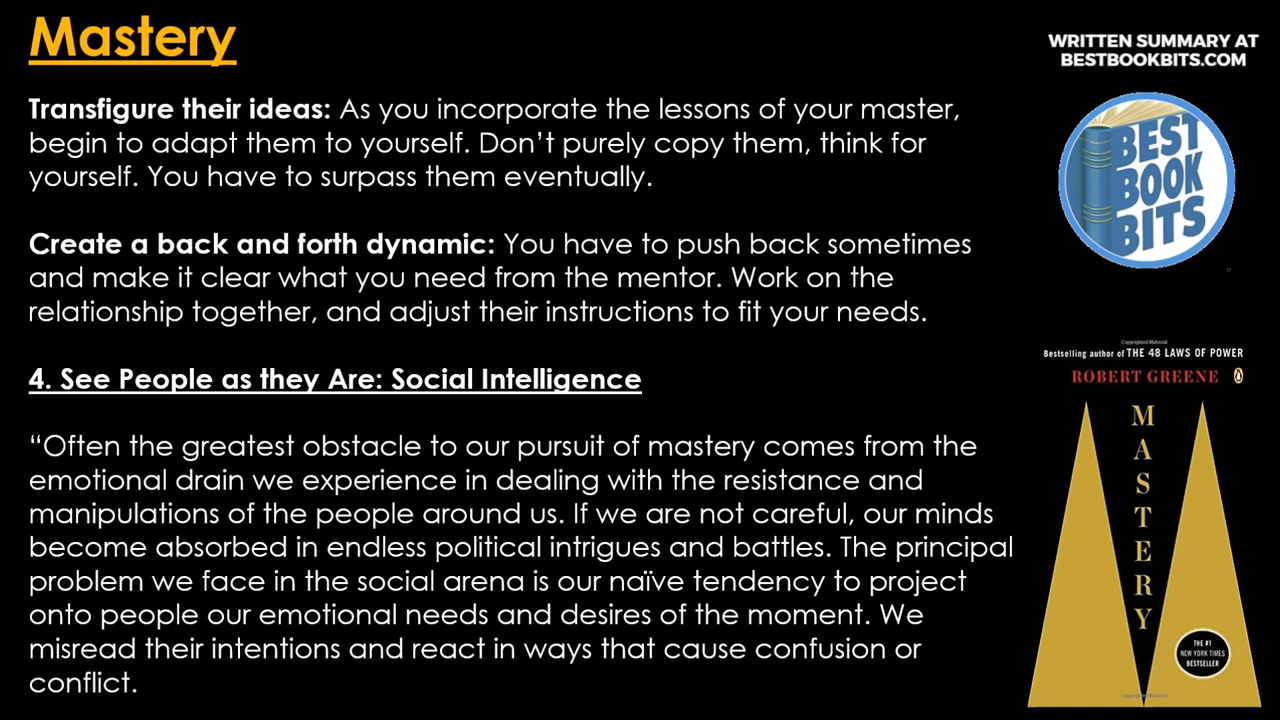 Mastery
WRITTEN SUMMARY AT
BESTBOOKBITS.COM
Transfigure their ideas: As you incorporate the lessons of your master,
begin to adapt them to yourself. Don’t purely copy them, think for
yourself. You have to surpass them eventually.
BEST
BOOK
BITS
Create a back and forth dynamic: You have to push back sometimes
and make it clear what you need from the mentor. Work on the
relationship together, and adjust their instructions to fit your needs.
4. See People as they Are: Social Intelligence
“Often the greatest obstacle to our pursuit of mastery comes from the
emotional drain we experience in dealing with the resistance and
manipulations of the people around us. If we are not careful, our minds
become absorbed in endless political intrigues and battles. The principal
problem we face in the social arena is our naïve tendency to project
onto people our emotional needs and desires of the moment. We
misread their intentions and react in ways that cause confusion or
conflict.
Copyrighted Material
Bestselling author of THE 48 LAWS OF POWER
ROBERT GREENE
MASTERY
THE #1
NEW YORK TIMES
BESTSELLER
Copyrighted Material